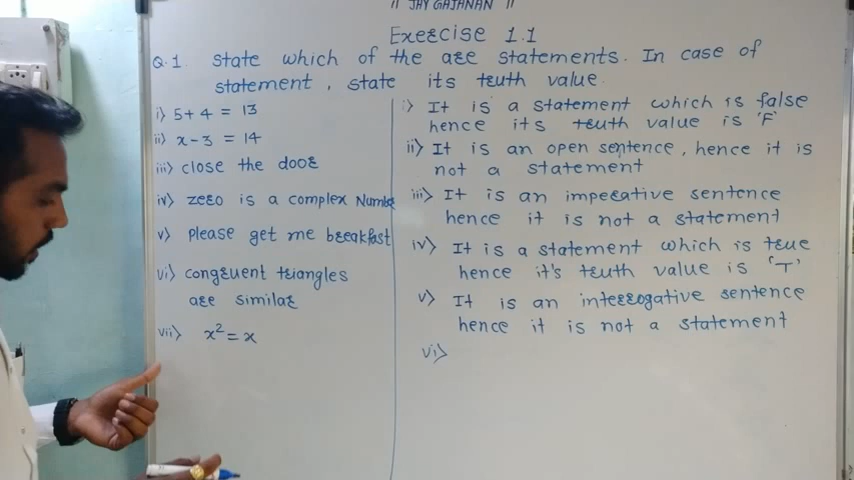 ॥ JAY GAJANAN ॥
Exercise 1.1
Q.1 State which of the are statements. In case of
statement, state its truth value.
i) 5+4 = 13
ii) x-3 = 14
iii) close the door
iv) zero is a complex Number
v) please get me breakfast
vi) congruent triangles
are similar
vii) x² = x
i) It is a statement which is false
hence its truth value is 'F'
ii) It is an open sentence, hence it is
not a statement
iii) It is an imperative sentence
hence it is not a statement
iv) It is a statement which is true
hence it's truth value is 'T'
v) It is an interrogative sentence
hence it is not a statement
vi)